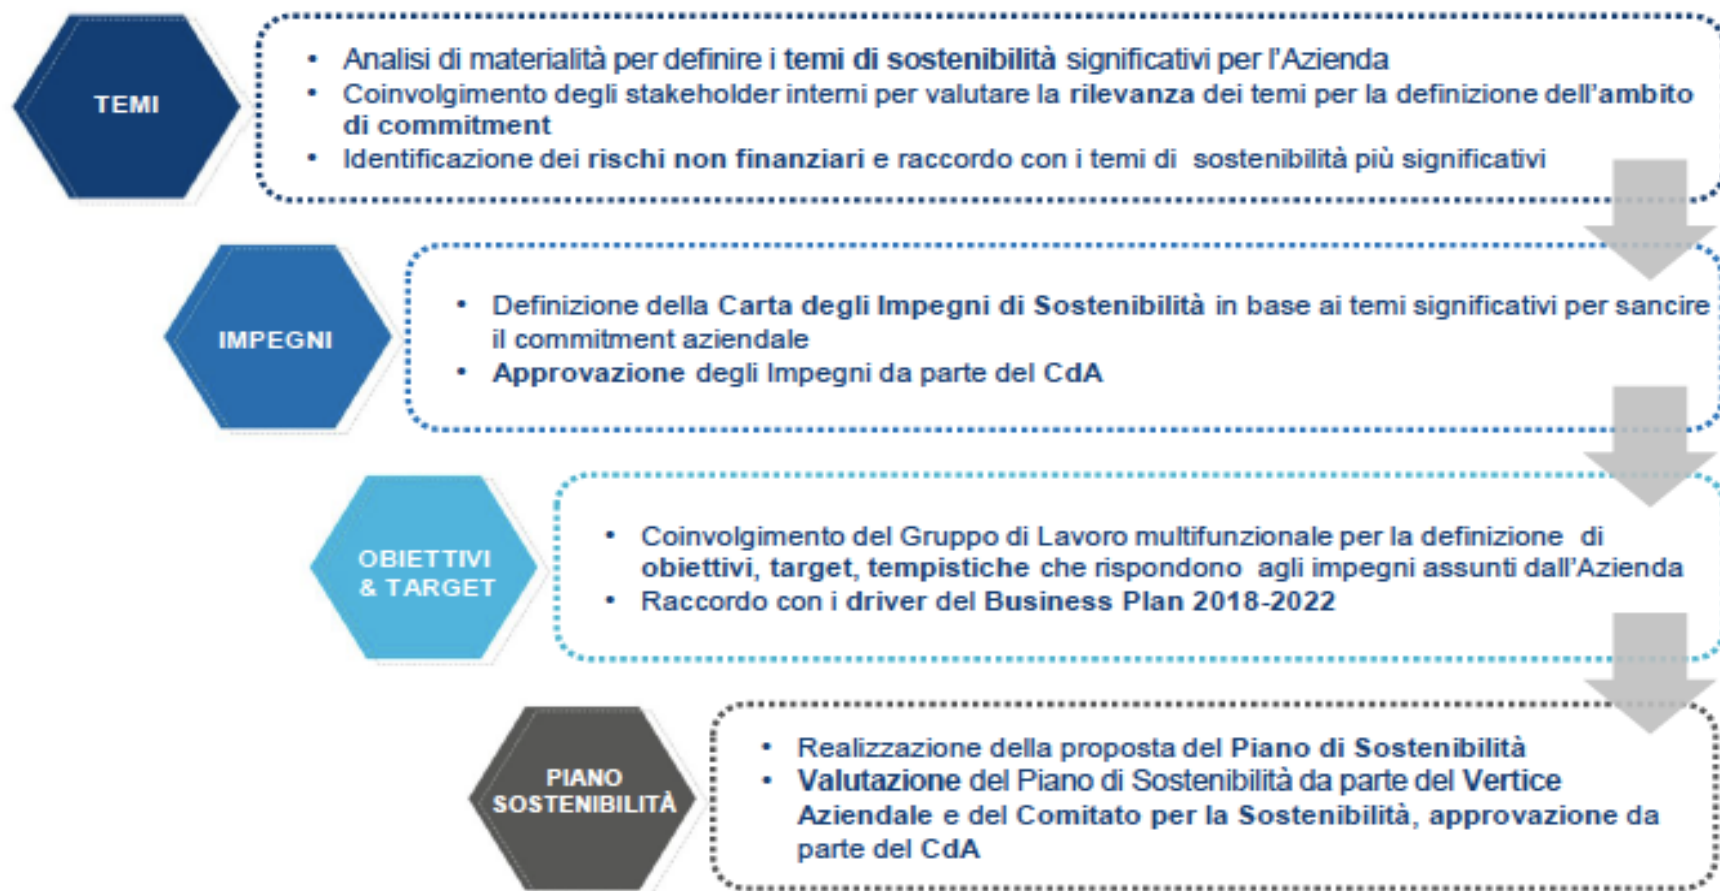 TEMI
• Analisi di materialità per definire i temi di sostenibilità significativi per l'Azienda
• Coinvolgimento degli stakeholder interni per valutare la rilevanza dei temi per la definizione dell'ambito
di commitment
• Identificazione dei rischi non finanziari e raccordo con i temi di sostenibilità più significativi
IMPEGNI
• Definizione della Carta degli Impegni di Sostenibilità in base ai temi significativi per sancire
il commitment aziendale
• Approvazione degli Impegni da parte del CdA
OBIETTIVI
& TARGET
• Coinvolgimento del Gruppo di Lavoro multifunzionale per la definizione di
obiettivi, target, tempistiche che rispondono agli impegni assunti dall'Azienda
• Raccordo con i driver del Business Plan 2018-2022
PIANO
SOSTENIBILITÀ
• Realizzazione della proposta del Piano di Sostenibilità
• Valutazione del Piano di Sostenibilità da parte del Vertice
Aziendale e del Comitato per la Sostenibilità, approvazione da
parte del CdA